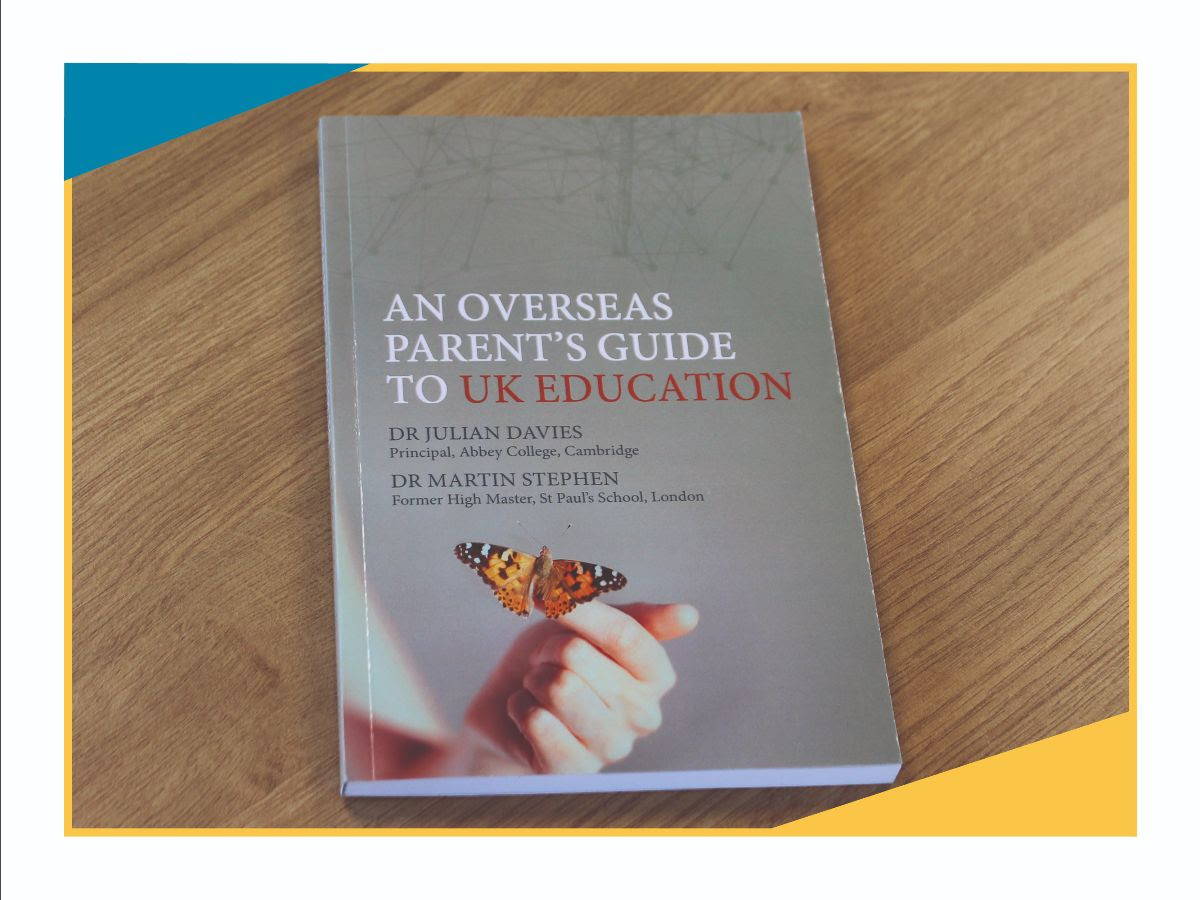 AN OVERSEAS
PARENT'S GUIDE
TO UK EDUCATION
DR JULIAN DAVIES
Principal, Abbey College, Cambridge
DR MARTIN STEPHEN
Former High Master, St Paul's School, London